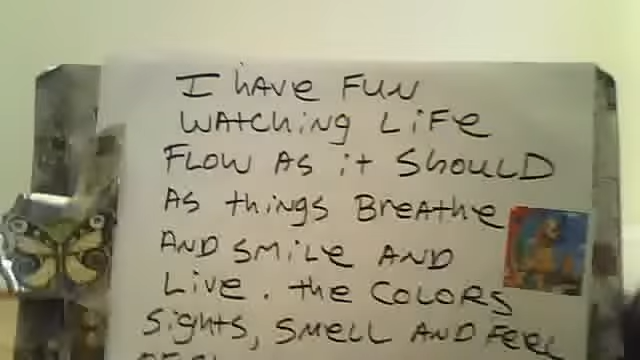 I HAVE FUN
WATCHING LIFE
FLOW AS it SHOULD
AS things BREAthe
AND SMILE AND
LIVE. the COLORS
Sights, SMELL AND FEEL